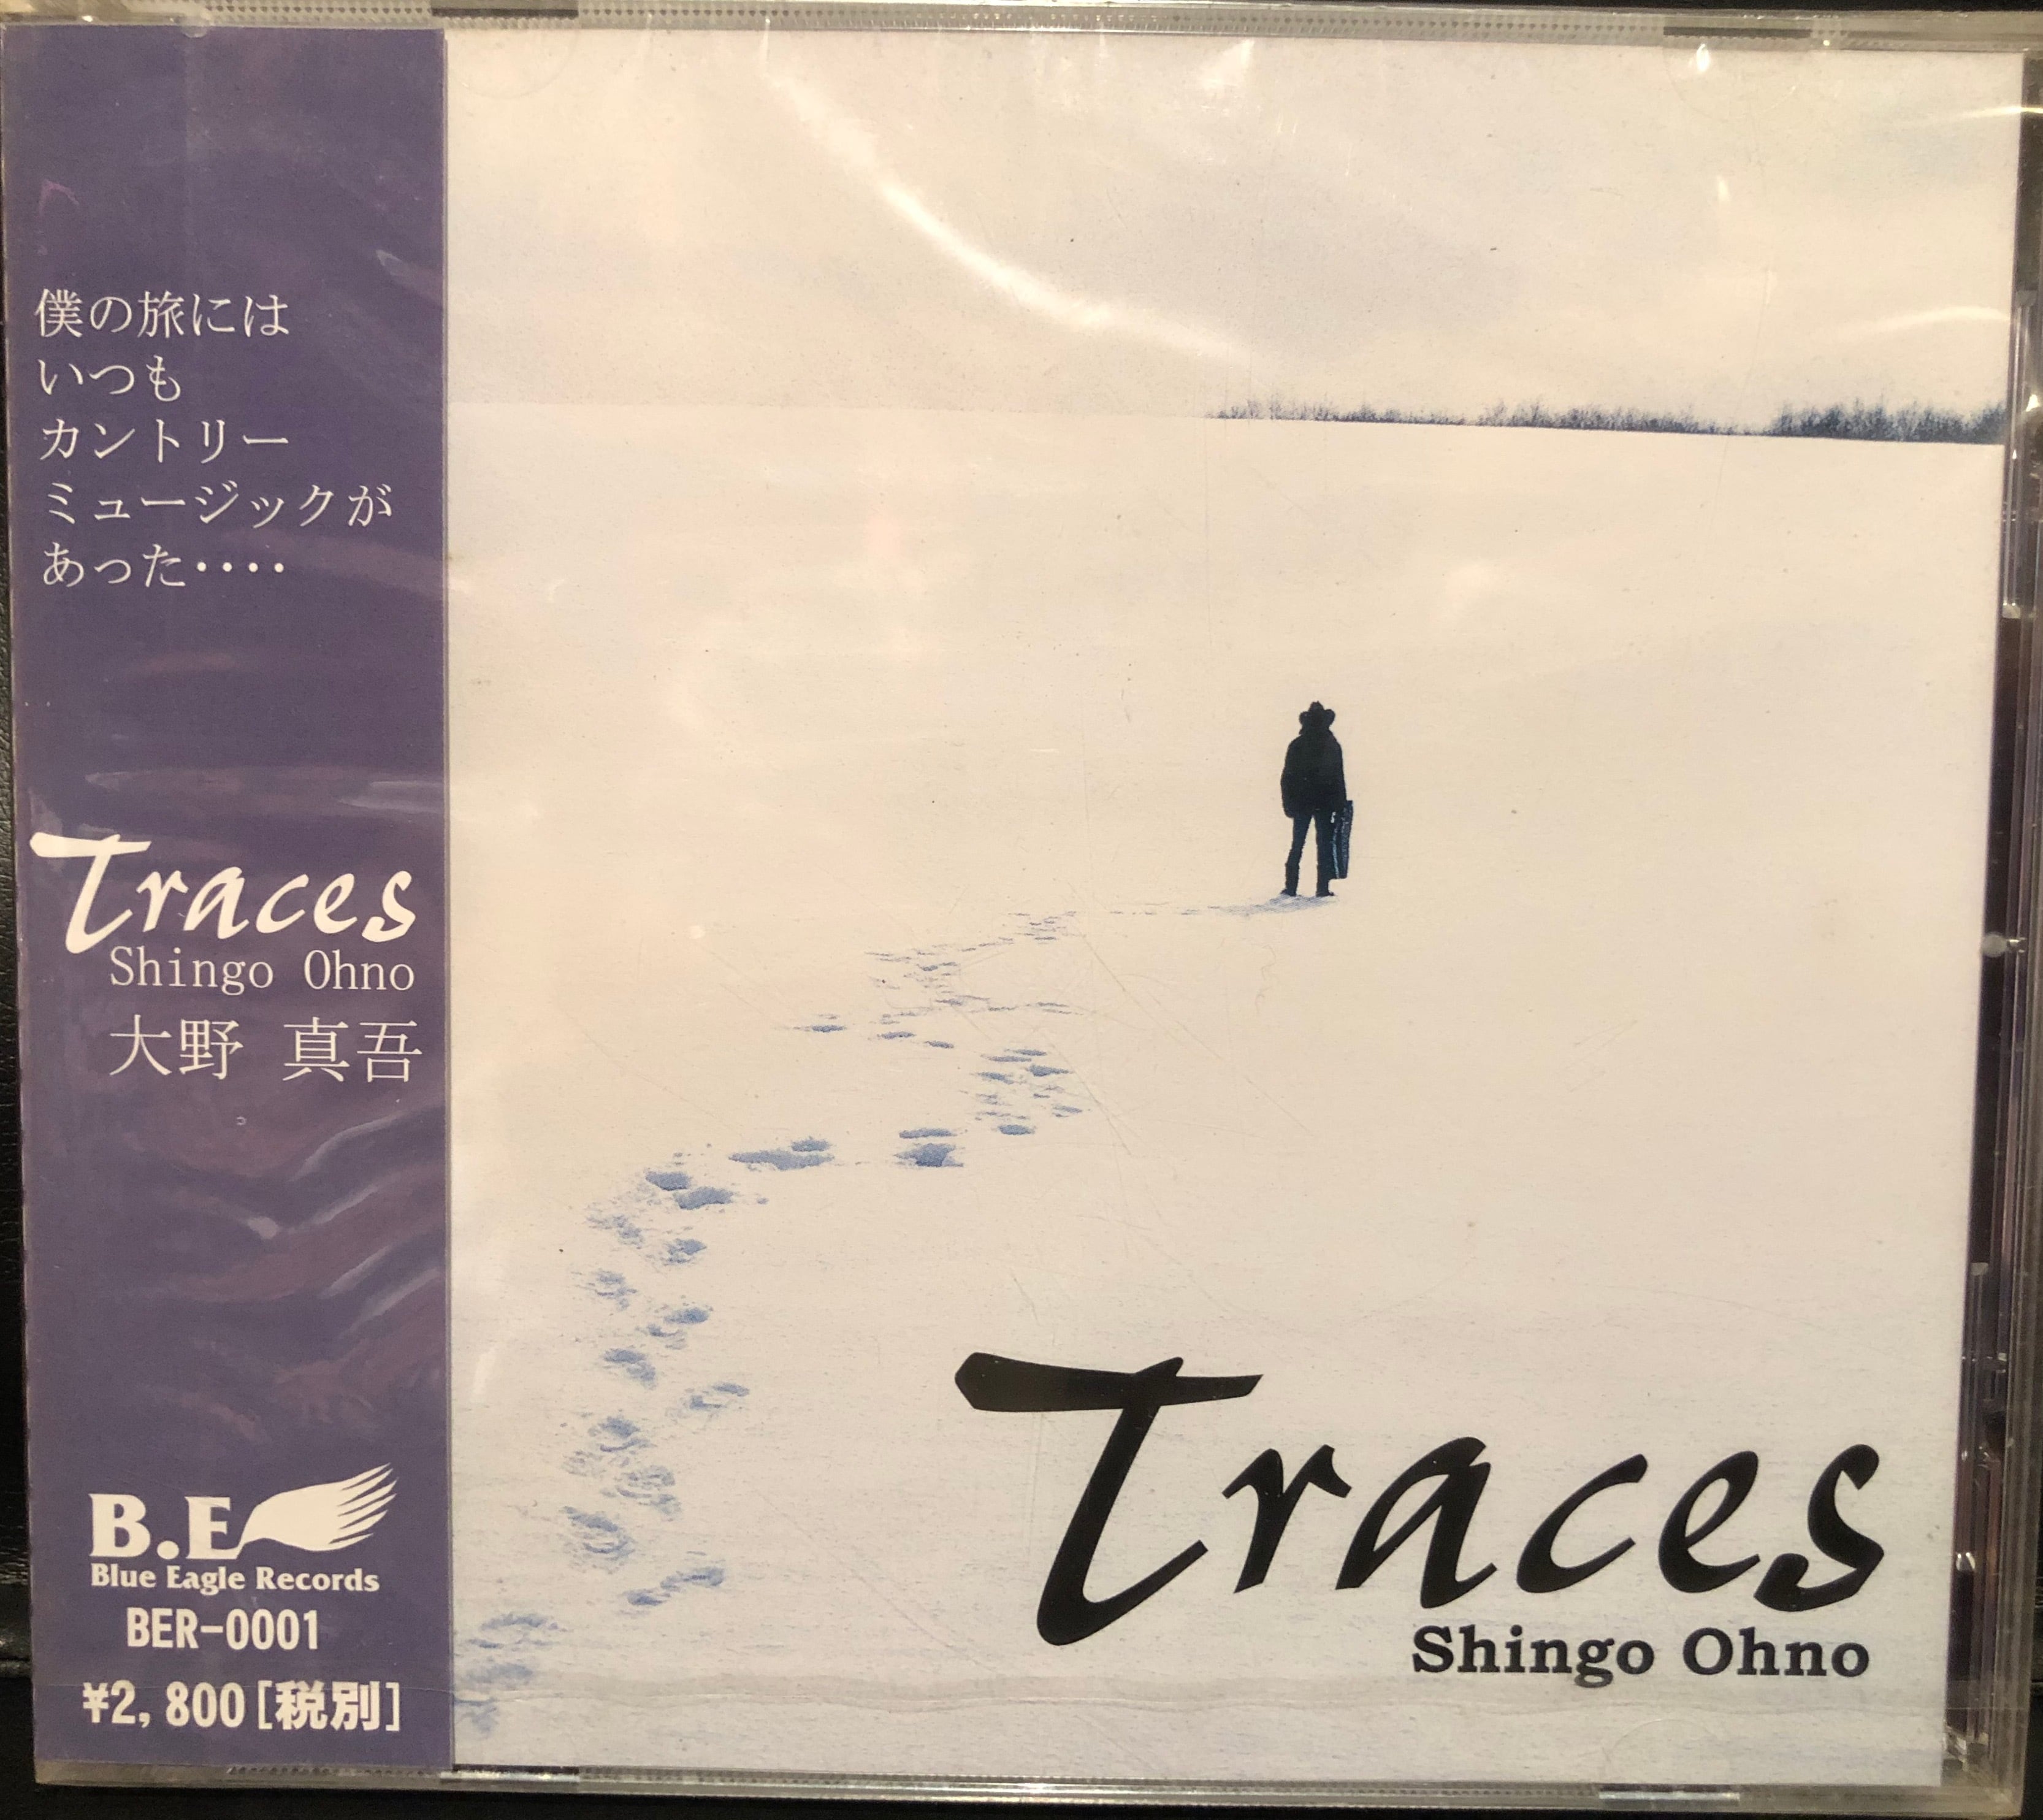 僕の旅には
いつも
カントリー
ミュージックが
あった････
Traces
Shingo Ohno
大野 真吾
B.E
Blue Eagle Records
BER-0001
¥2,800[税別]
Traces
Shingo Ohno